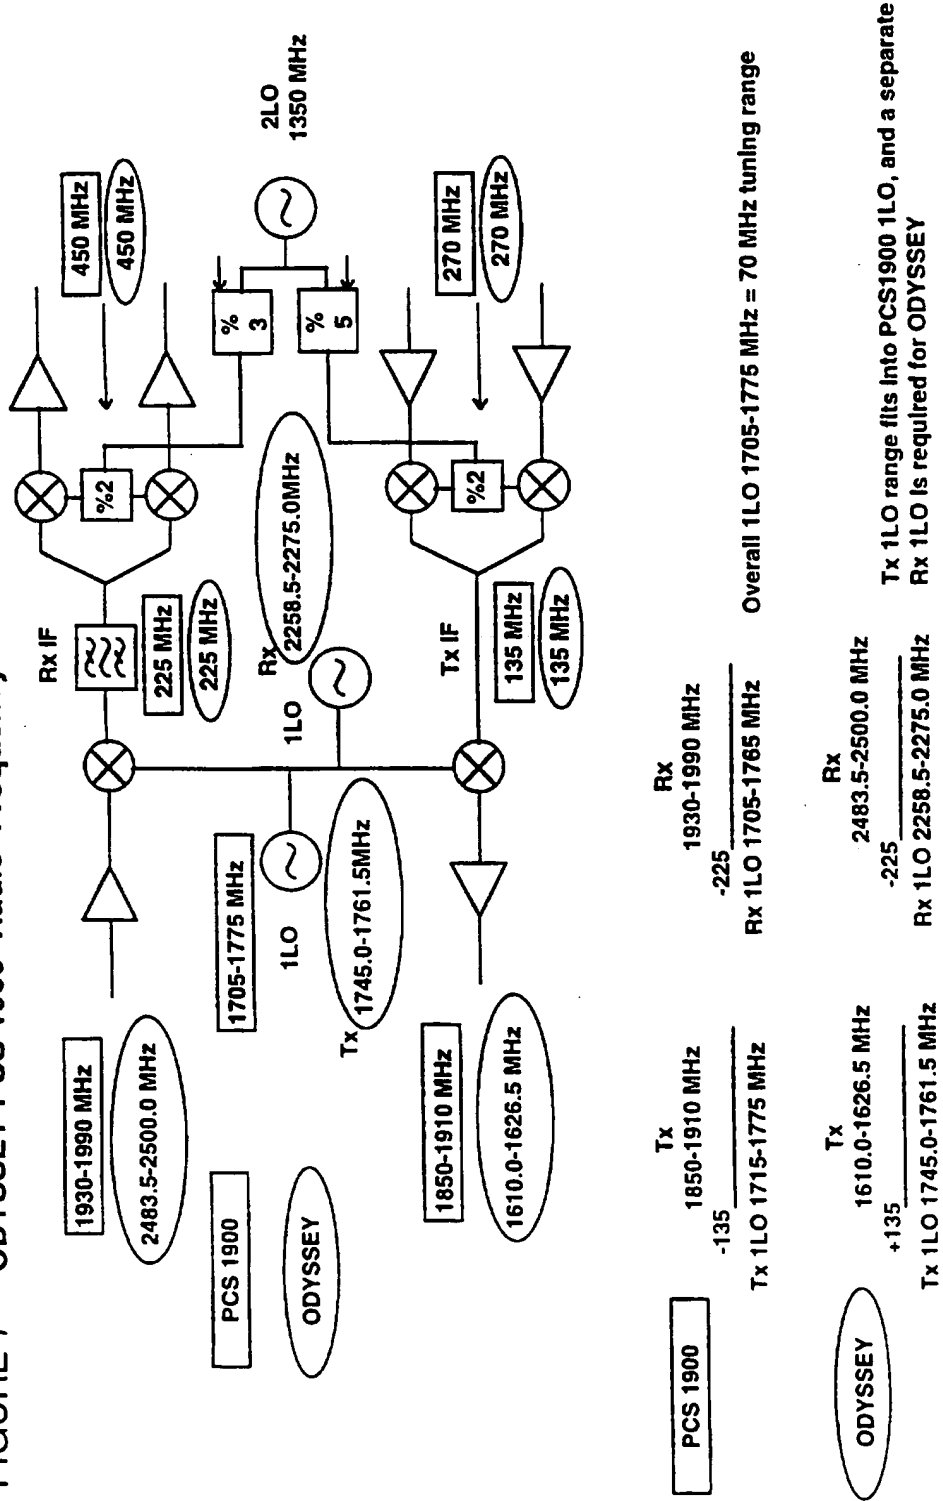 Rx IF
450 MHz
450 MHz
225 MHz
225 MHz
%2
%
3
%
5
2LO
1350 MHz
1930-1990 MHz
2483.5-2500.0 MHz
1705-1775 MHz
1LO
Tx
1745.0-1761.5MHz
1LO
Rx
2258.5-2275.0MHz
PCS 1900
ODYSSEY
1850-1910 MHz
1610.0-1626.5 MHz
Tx IF
135 MHz
135 MHz
%2
270 MHz
270 MHz
PCS 1900
Tx
1850-1910 MHz
-135
Tx 1LO 1715-1775 MHz
Rx
1930-1990 MHz
-225
Rx 1LO 1705-1765 MHz
Overall 1LO 1705-1775 MHz = 70 MHz tuning range
ODYSSEY
Tx
1610.0-1626.5 MHz
+135
Tx 1LO 1745.0-1761.5 MHz
Rx
2483.5-2500.0 MHz
-225
Rx 1LO 2258.5-2275.0 MHz
Tx 1LO range fits into PCS1900 1LO, and a separate
Rx 1LO is required for ODYSSEY